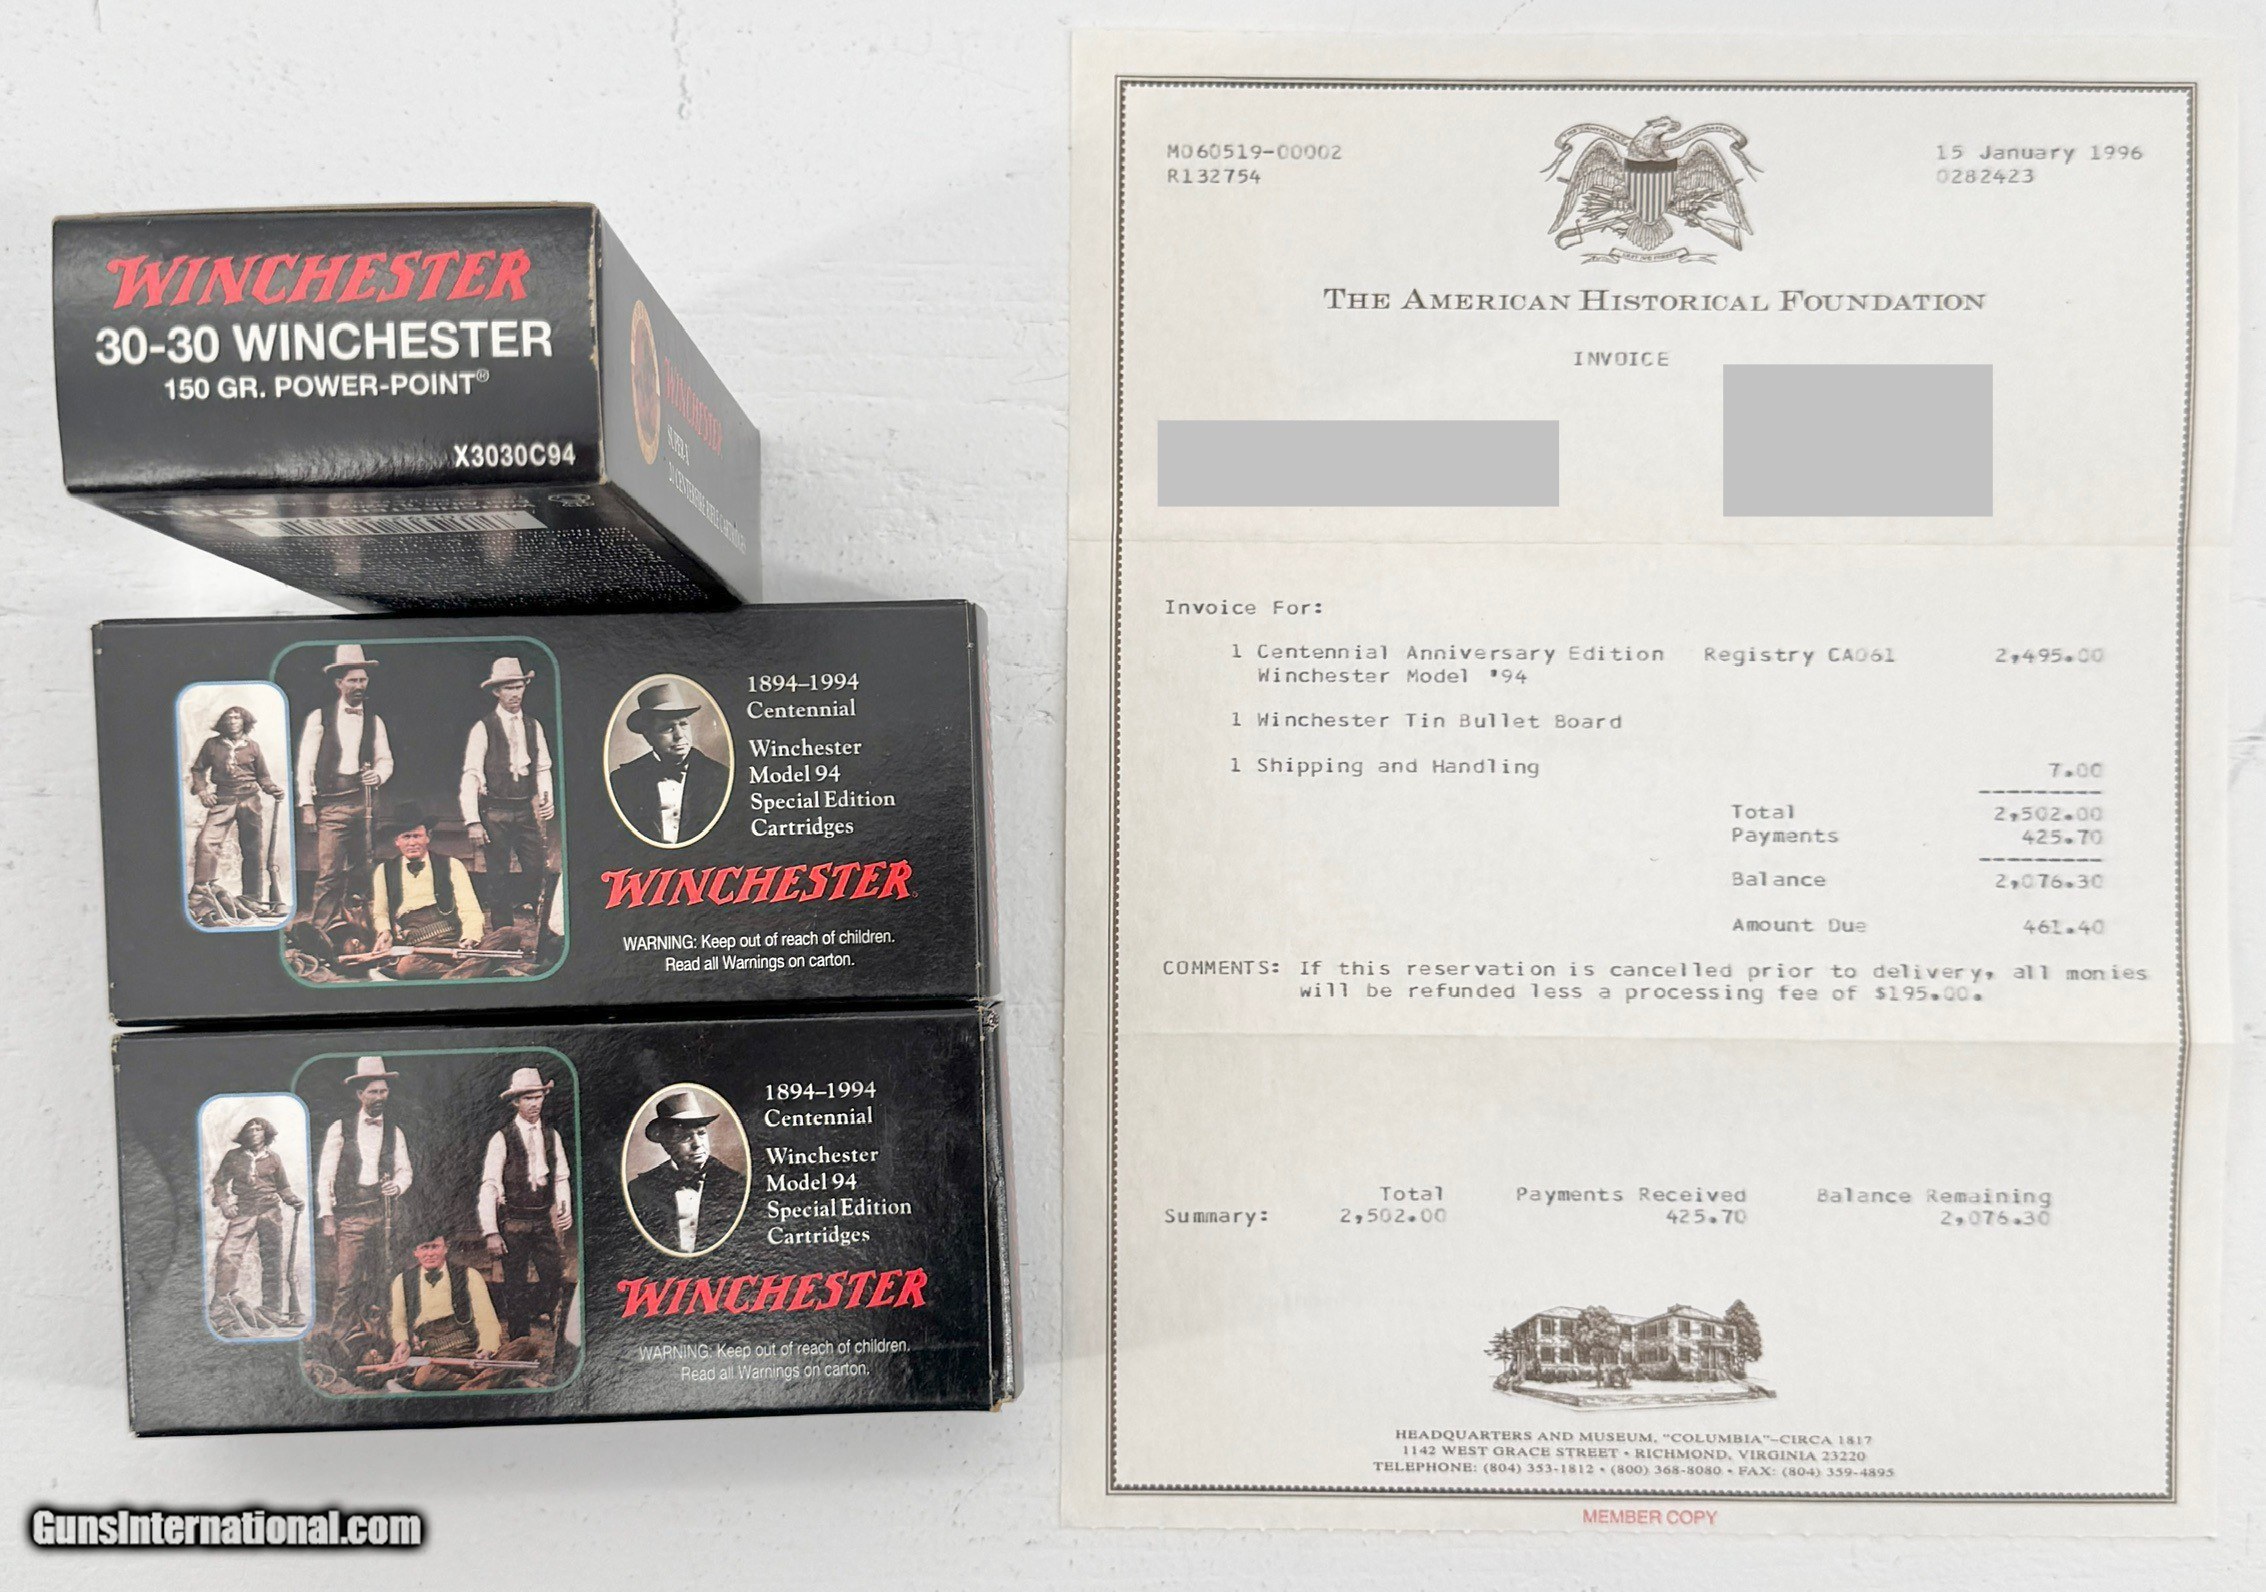 WINCHESTER
30-30 WINCHESTER
150 GR. POWER-POINT®
X3030C94
WINCHESTER
SUPER-X
20 CENTERFIRE RIFLE CARTRIDGES
1894–1994
Centennial
Winchester
Model 94
Special Edition
Cartridges
WINCHESTER
WARNING: Keep out of reach of children.
Read all Warnings on carton.
1894–1994
Centennial
Winchester
Model 94
Special Edition
Cartridges
WINCHESTER
WARNING: Keep out of reach of children.
Read all Warnings on carton.
GunsInternational.com
M060519-00002
R132754
15 January 1996
0282423
THE AMERICAN HISTORICAL FOUNDATION
INVOICE
Invoice For:
1 Centennial Anniversary Edition Registry CA061 2,495.00
Winchester Model '94
1 Winchester Tin Bullet Board
1 Shipping and Handling 7.00
Total 2,502.00
Payments 425.70
Balance 2,076.30
Amount Due 461.40
COMMENTS: If this reservation is cancelled prior to delivery, all monies
will be refunded less a processing fee of $195.00.
Total Payments Received Balance Remaining
Summary: 2,502.00 425.70 2,076.30
HEADQUARTERS AND MUSEUM, "COLUMBIA"–CIRCA 1817
1142 WEST GRACE STREET • RICHMOND, VIRGINIA 23220
TELEPHONE: (804) 353-1812 • (800) 368-8080 • FAX: (804) 359-4895
MEMBER COPY